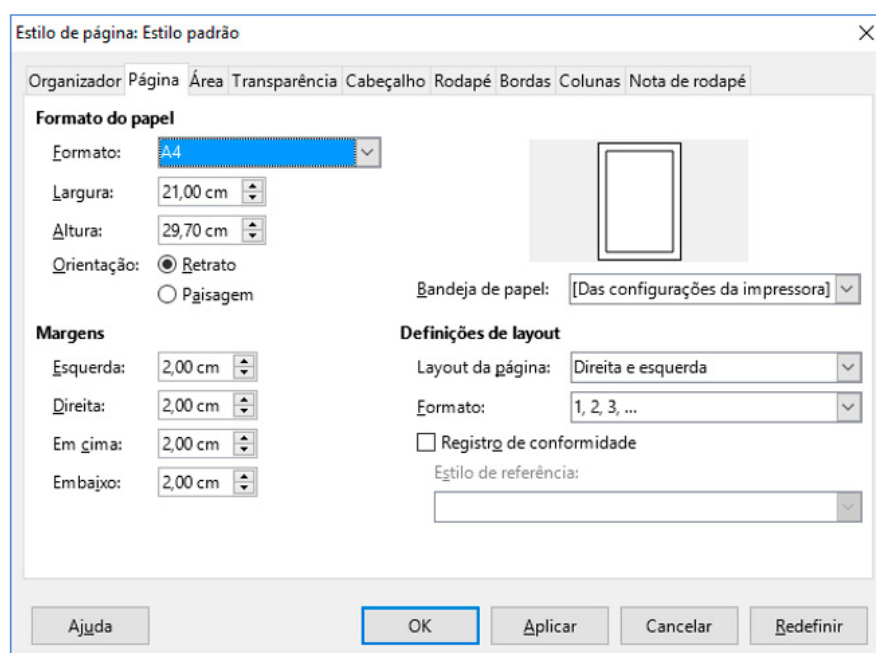 Estilo de página: Estilo padrão
Organizador Página Área Transparência Cabeçalho Rodapé Bordas Colunas Nota de rodapé
Formato do papel
Formato: A4
Largura: 21,00 cm
Altura: 29,70 cm
Orientação: Retrato
Paisagem
Bandeja de papel: [Das configurações da impressora]
Margens
Esquerda: 2,00 cm
Direita: 2,00 cm
Em cima: 2,00 cm
Embaixo: 2,00 cm
Definições de layout
Layout da página: Direita e esquerda
Formato: 1, 2, 3, ...
Registro de conformidade
Estilo de referência:
Ajuda OK Aplicar Cancelar Redefinir